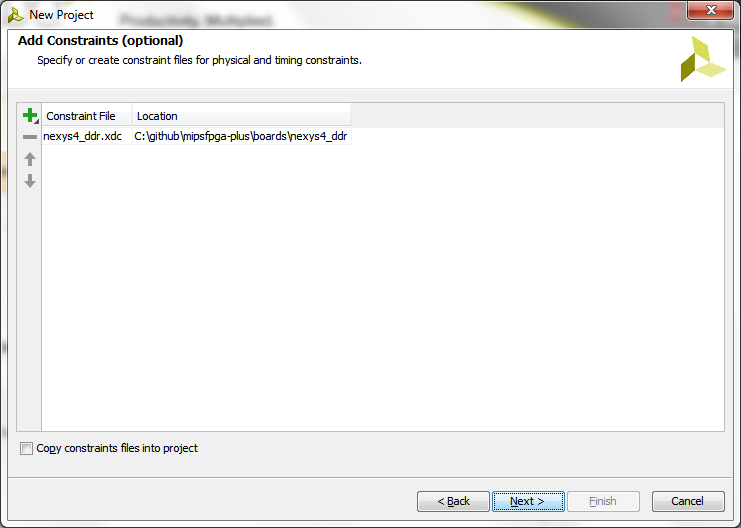 Productivity. Multiplied.
New Project
Add Constraints (optional)
Specify or create constraint files for physical and timing constraints.
Constraint File Location
nexys4_ddr.xdc C:\github\mipsfpga-plus\boards\nexys4_ddr
Copy constraints files into project
< Back Next > Finish Cancel